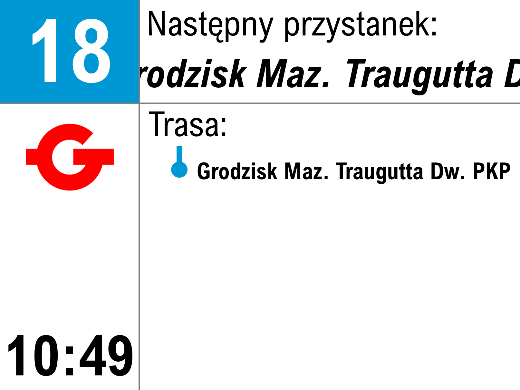 18
Następny przystanek:
rodzisk Maz. Traugutta D
Trasa:
G
Grodzisk Maz. Traugutta Dw. PKP
10:49